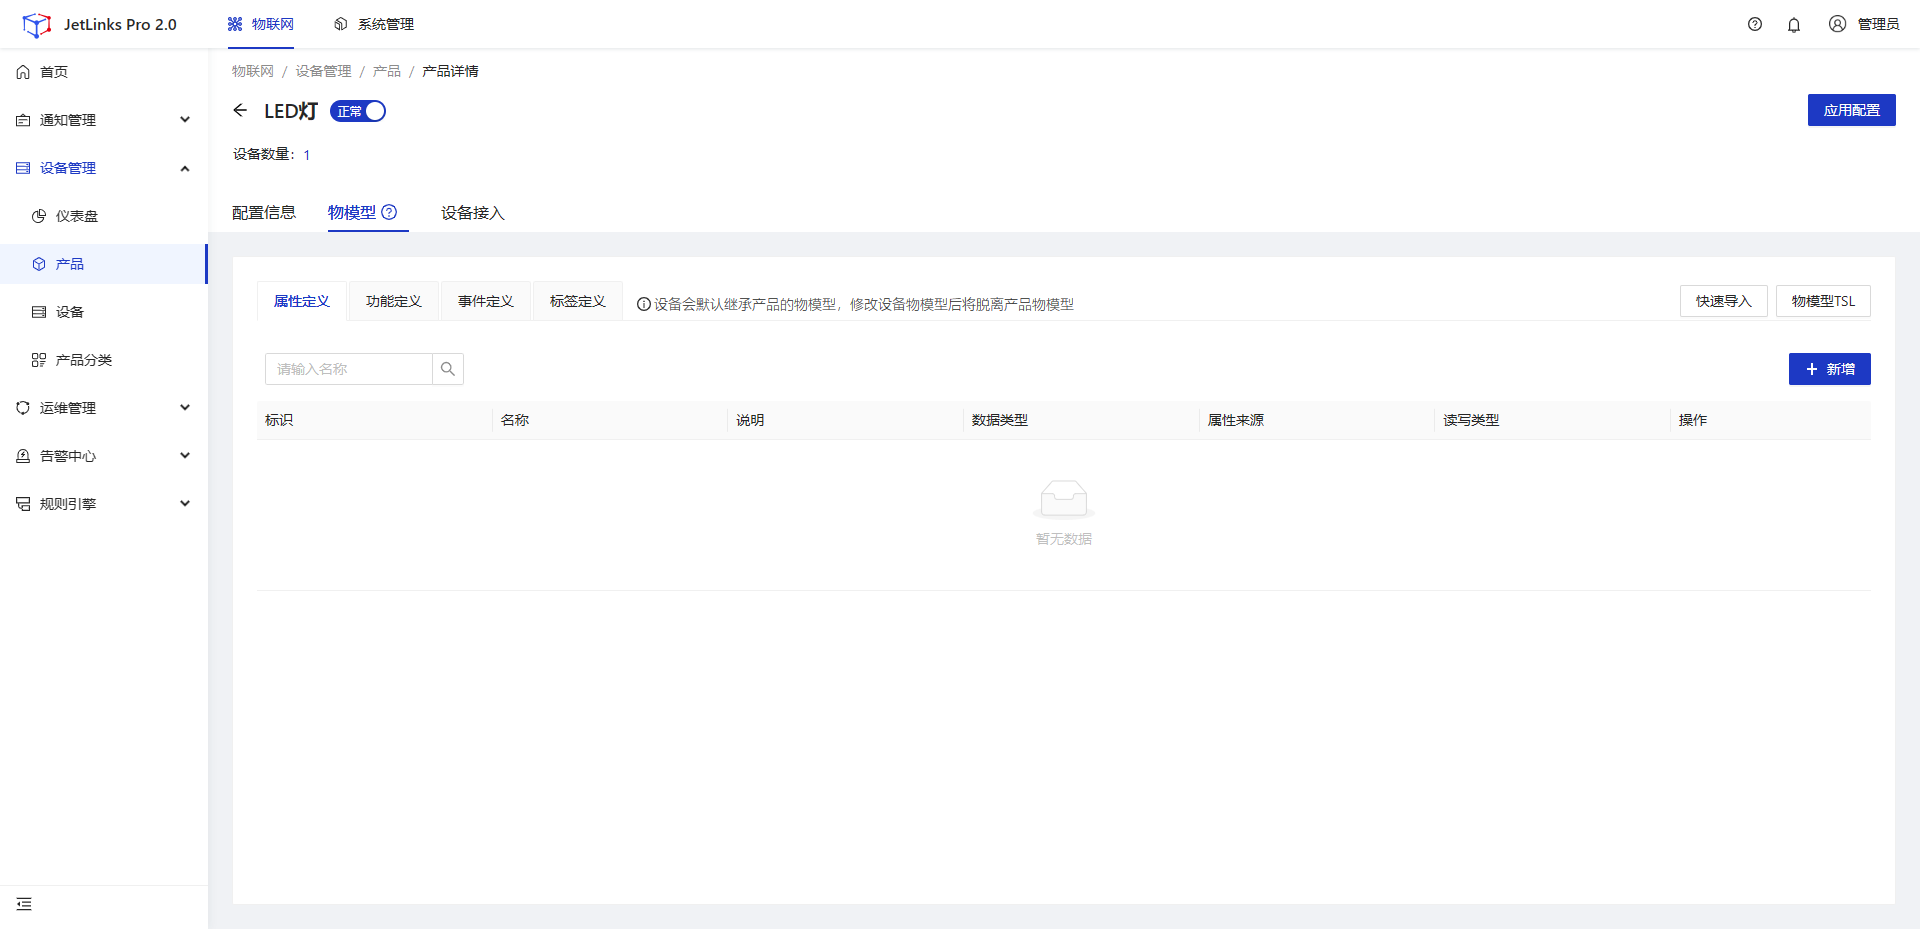 JetLinks Pro 2.0
物联网
系统管理
管理员
首页
通知管理
设备管理
仪表盘
产品
设备
产品分类
运维管理
告警中心
规则引擎
物联网 / 设备管理 / 产品 / 产品详情
LED灯 正常
应用配置
设备数量：1
配置信息 物模型 设备接入
属性定义 功能定义 事件定义 标签定义 设备会默认继承产品的物模型，修改设备物模型后将脱离产品物模型
快速导入 物模型TSL
请输入名称
新增
标识 名称 说明 数据类型 属性来源 读写类型 操作
暂无数据